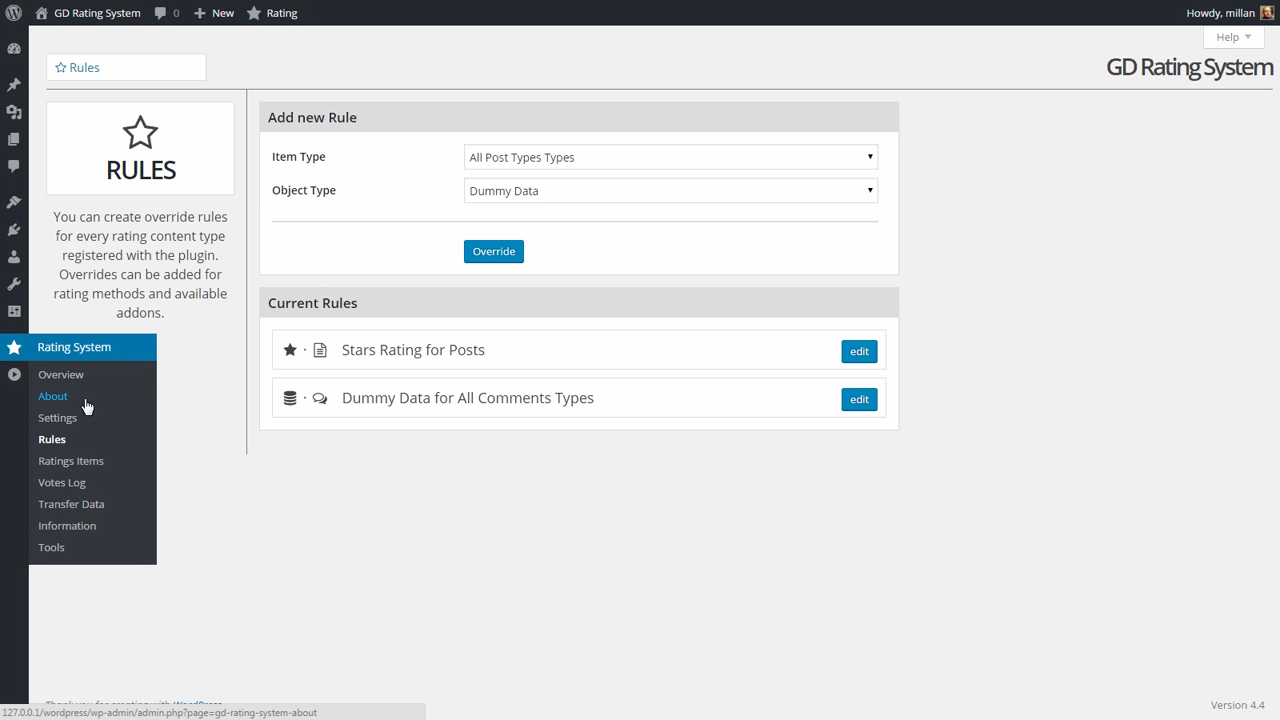 GD Rating System
0
New
Rating
Howdy, millan
Help
Rules
GD Rating System
RULES
You can create override rules
for every rating content type
registered with the plugin.
Overrides can be added for
rating methods and available
addons.
Add new Rule
Item Type
All Post Types Types
Object Type
Dummy Data
Override
Current Rules
Stars Rating for Posts
edit
Dummy Data for All Comments Types
edit
Rating System
Overview
About
Settings
Rules
Ratings Items
Votes Log
Transfer Data
Information
Tools
Thank you for creating with WordPress
127.0.0.1/wordpress/wp-admin/admin.php?page=gd-rating-system-about
Version 4.4